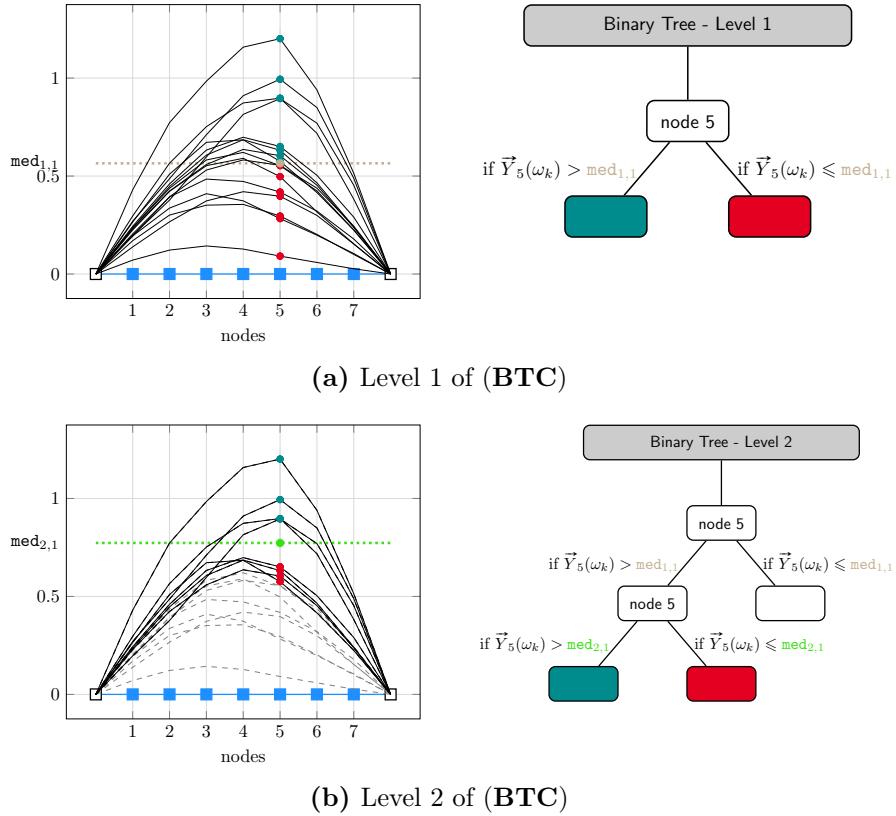 Binary Tree - Level 1
1
node 5
med₁,₁
if Y⃗₅(ωₖ) > med₁,₁
if Y⃗₅(ωₖ) ⩽ med₁,₁
0.5
0
1 2 3 4 5 6 7
nodes
(a) Level 1 of (BTC)
Binary Tree - Level 2
1
node 5
med₂,₁
if Y⃗₅(ωₖ) > med₁,₁
if Y⃗₅(ωₖ) ⩽ med₁,₁
0.5
node 5
if Y⃗₅(ωₖ) > med₂,₁
if Y⃗₅(ωₖ) ⩽ med₂,₁
0
1 2 3 4 5 6 7
nodes
(b) Level 2 of (BTC)